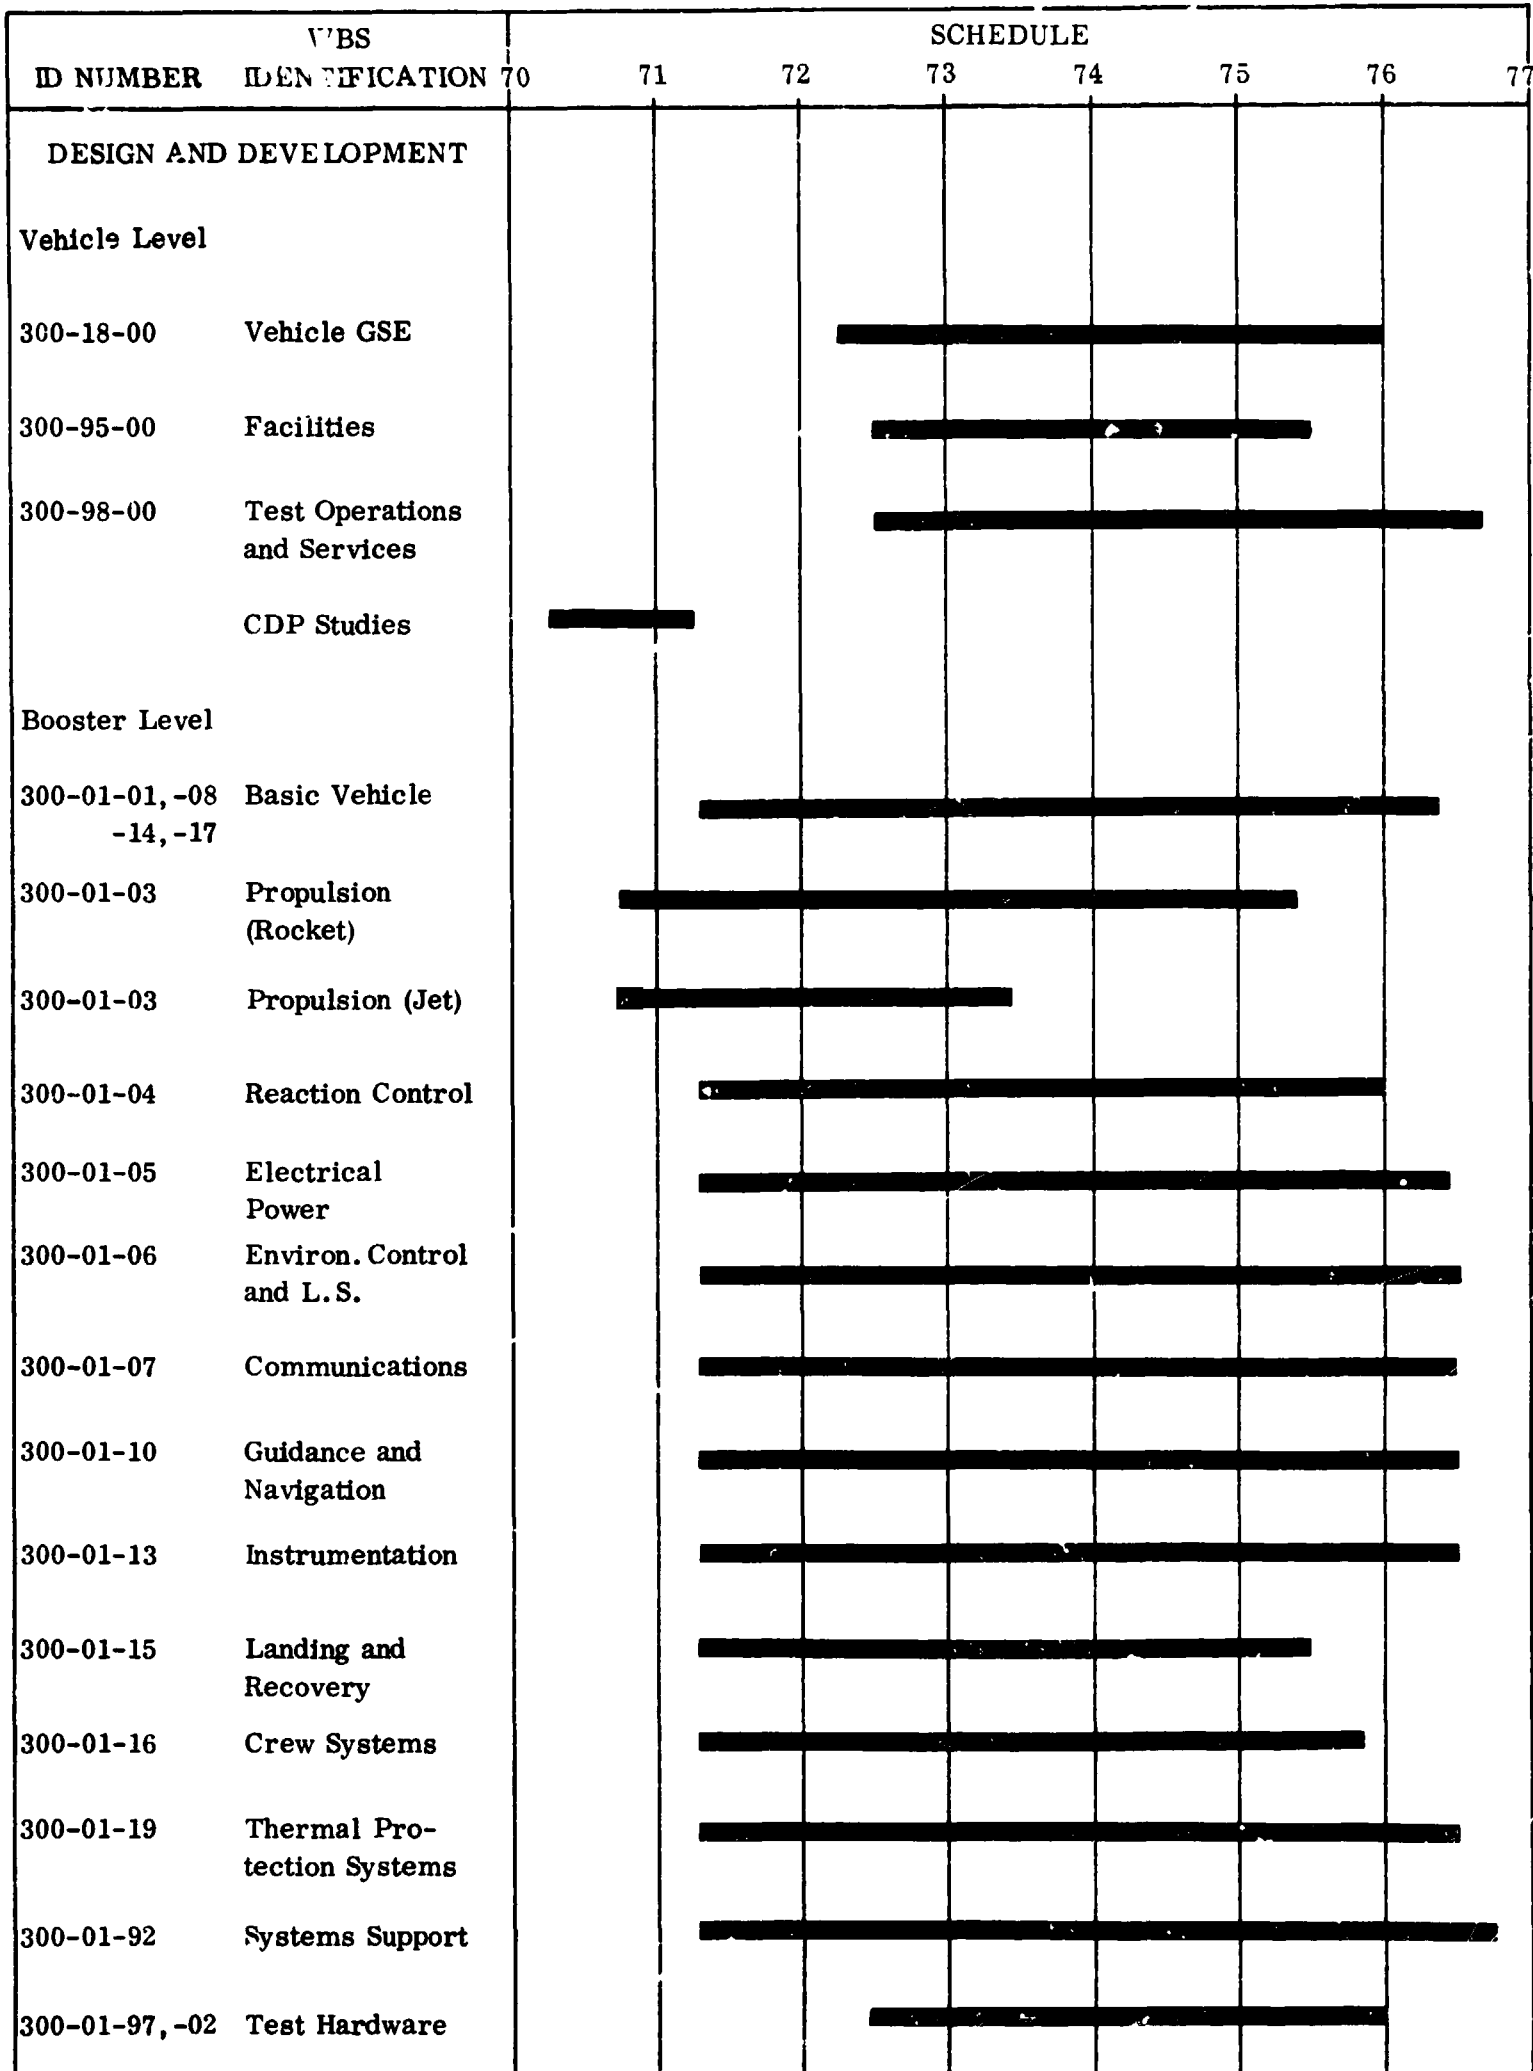 WBS SCHEDULE
ID NUMBER IDENTIFICATION 70 71 72 73 74 75 76 77
DESIGN AND DEVELOPMENT
Vehicle Level
300-18-00 Vehicle GSE
300-95-00 Facilities
300-98-00 Test Operations
and Services
CDP Studies
Booster Level
300-01-01, -08 Basic Vehicle
-14, -17
300-01-03 Propulsion
(Rocket)
300-01-03 Propulsion (Jet)
300-01-04 Reaction Control
300-01-05 Electrical
Power
300-01-06 Environ. Control
and L.S.
300-01-07 Communications
300-01-10 Guidance and
Navigation
300-01-13 Instrumentation
300-01-15 Landing and
Recovery
300-01-16 Crew Systems
300-01-19 Thermal Pro-
tection Systems
300-01-92 Systems Support
300-01-97, -02 Test Hardware